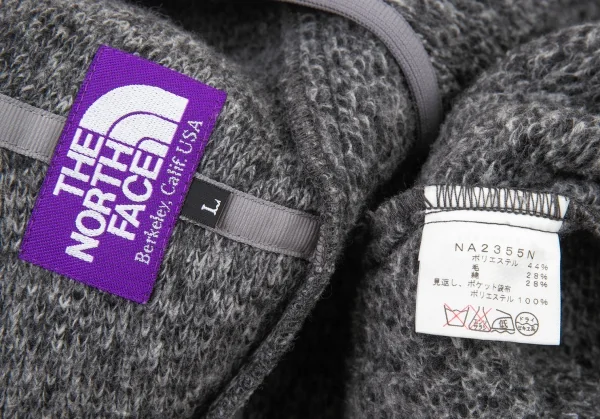 THE
NORTH
FACE
Berkeley, Calif. USA
L
NA2355N
ポリエステル 44%
毛 28%
綿 28%
見返し、ポケット袋布
ポリエステル 100%